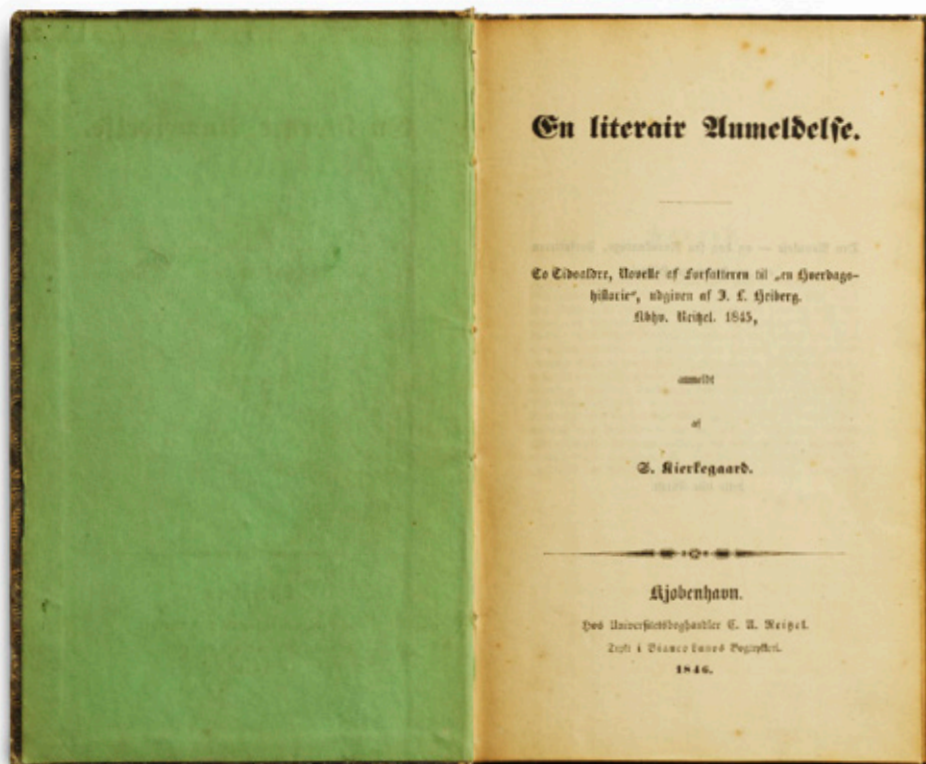 En literair Anmeldelse.
To Tidsaldre, Novelle af Forfatteren til „en Hverdags-
historie“, udgiven af J. L. Heiberg.
Kbhv. Reitzel. 1845,
anmeldt
af
S. Kierkegaard.
Kjøbenhavn.
Hos Universitetsboghandler C. A. Reitzel.
Trykt i Bianco Lunos Bogtrykkeri.
1846.